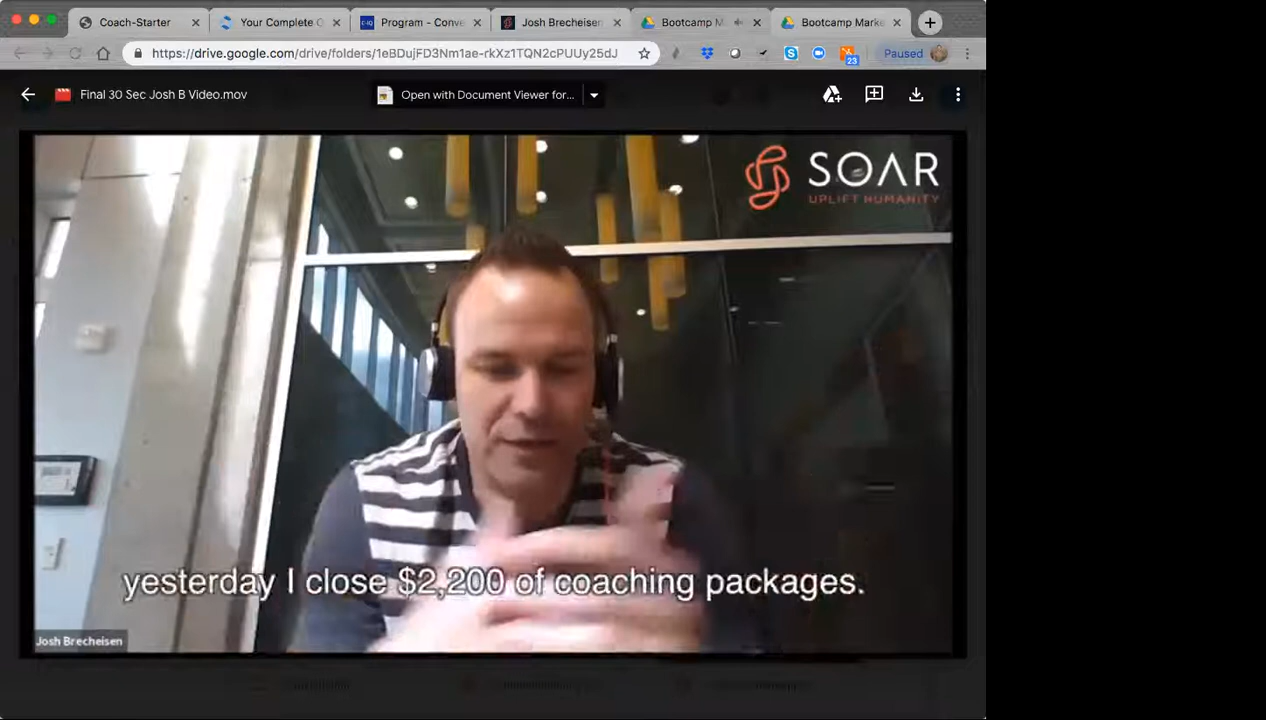 Coach-Starter
Your Complete G
Program - Conve
Josh Brecheisen
Bootcamp M
Bootcamp Marke
https://drive.google.com/drive/folders/1eBDujFD3Nm1ae-rkXz1TQN2cPUUy25dJ
23
Paused
Final 30 Sec Josh B Video.mov
Open with Document Viewer for...
SOAR
UPLIFT HUMANITY
yesterday I close $2,200 of coaching packages.
Josh Brecheisen